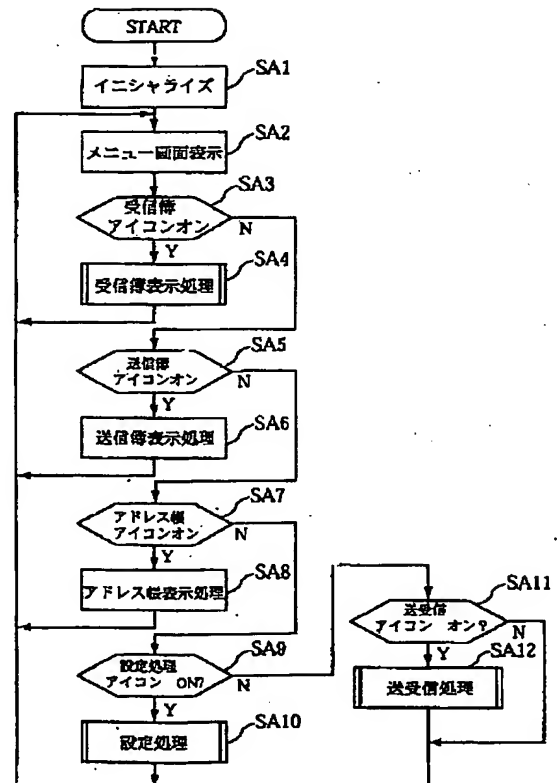 START
SA1
イニシャライズ
SA2
メニュー画面表示
SA3
受信簿
アイコンオン
N
Y
SA4
受信簿表示処理
SA5
送信簿
アイコンオン
N
Y
SA6
送信簿表示処理
SA7
アドレス帳
アイコンオン
N
Y
SA8
アドレス帳表示処理
SA9
設定処理
アイコン ON?
N
Y
SA10
設定処理
SA11
送受信
アイコン オン?
N
Y
SA12
送受信処理